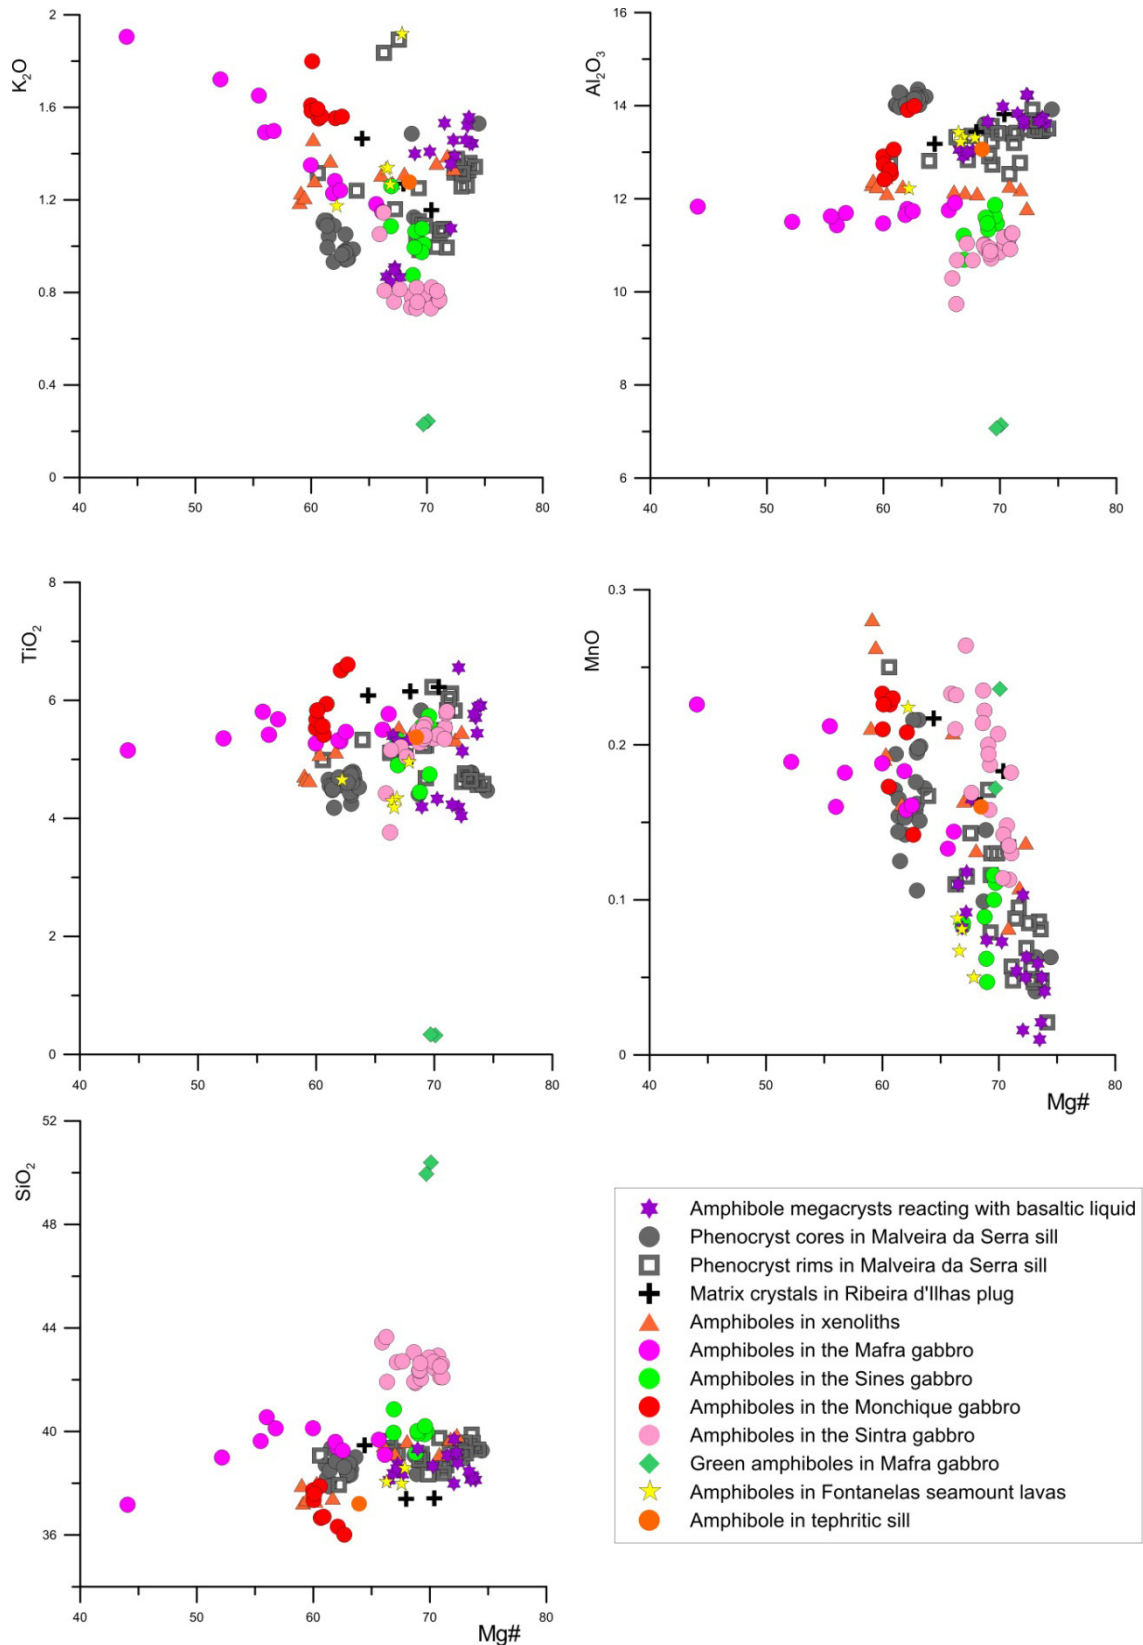 2
1.6
1.2
0.8
0.4
0
K2O
40
50
60
70
80
16
14
12
10
8
6
Al2O3
40
50
60
70
80
8
6
4
2
0
TiO2
40
50
60
70
80
0.3
0.2
0.1
0
MnO
40
50
60
70
80
Mg#
52
48
44
40
36
SiO2
40
50
60
70
80
Mg#
Amphibole megacrysts reacting with basaltic liquid
Phenocryst cores in Malveira da Serra sill
Phenocryst rims in Malveira da Serra sill
Matrix crystals in Ribeira d'Ilhas plug
Amphiboles in xenoliths
Amphiboles in the Mafra gabbro
Amphiboles in the Sines gabbro
Amphiboles in the Monchique gabbro
Amphiboles in the Sintra gabbro
Green amphiboles in Mafra gabbro
Amphiboles in Fontanelas seamount lavas
Amphibole in tephritic sill